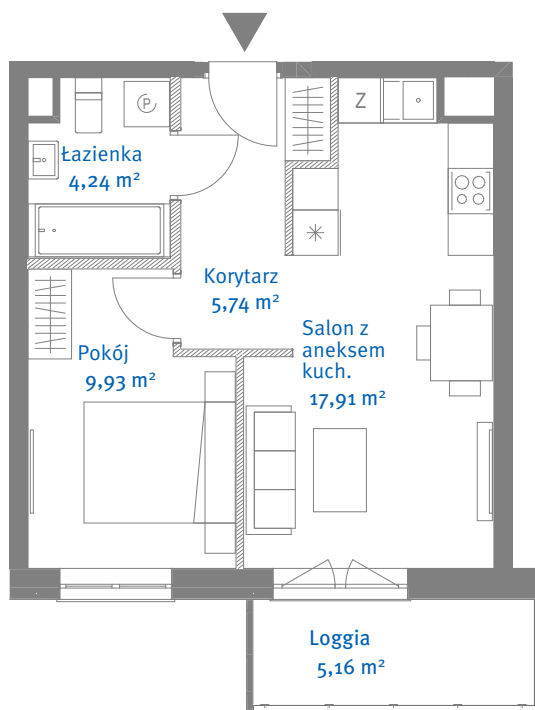 P
Z
Łazienka
4,24 m²
Korytarz
5,74 m²
Salon z
aneksem
kuch.
17,91 m²
Pokój
9,93 m²
Loggia
5,16 m²